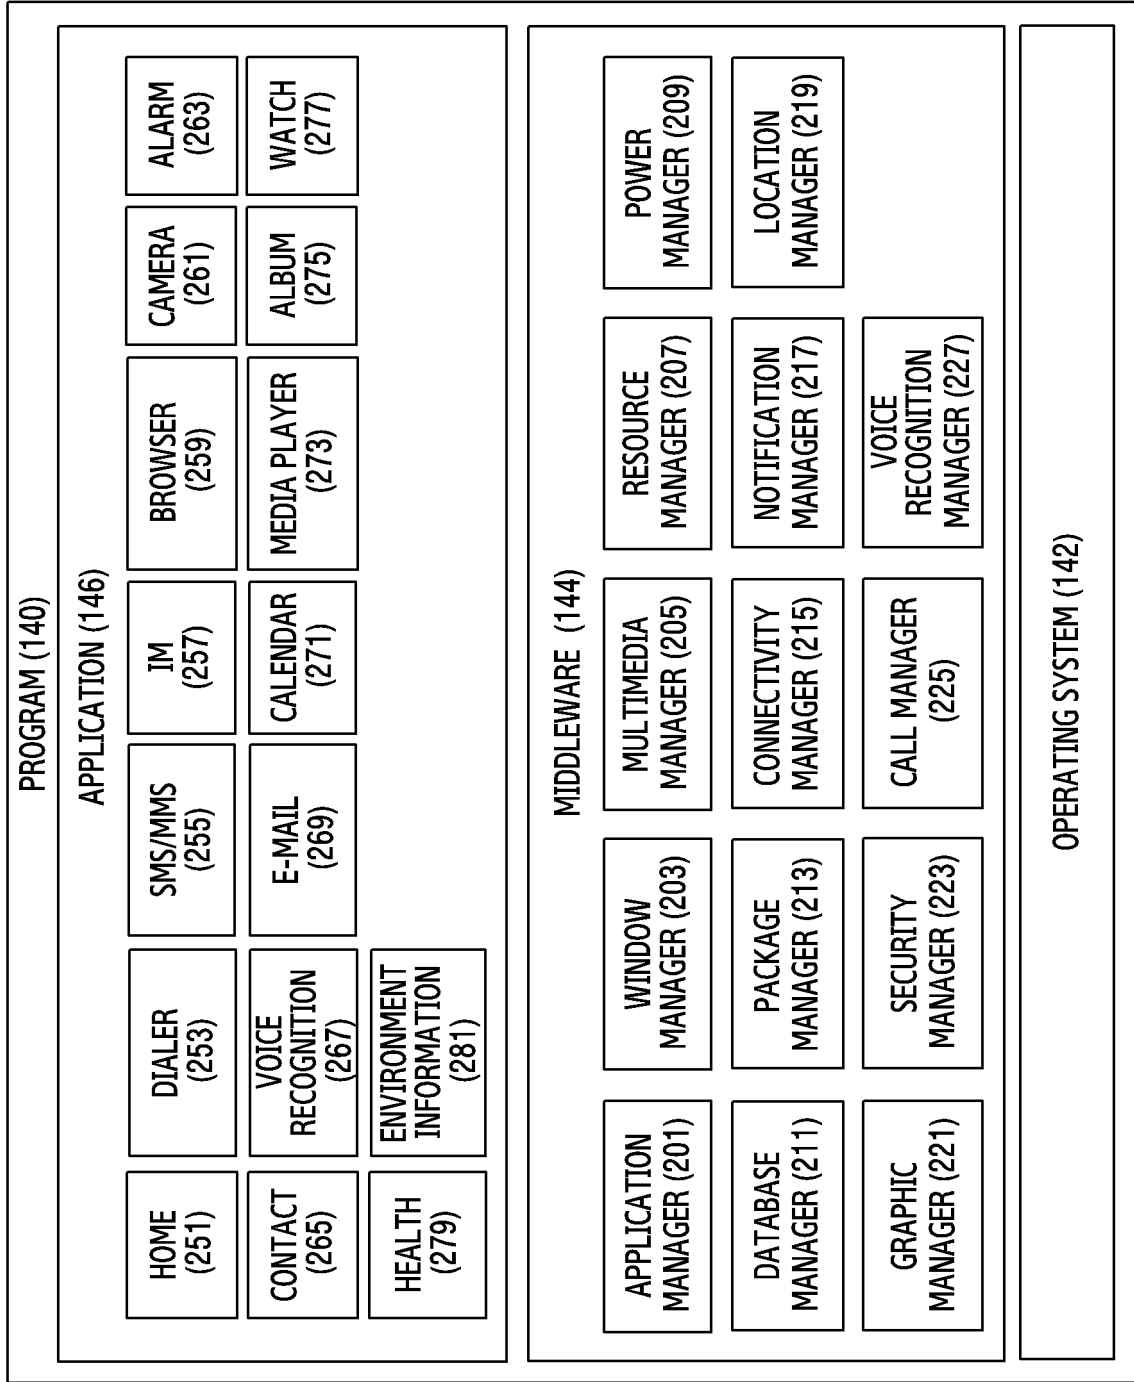 PROGRAM (140)
APPLICATION (146)
HOME
(251)
DIALER
(253)
SMS/MMS
(255)
IM
(257)
BROWSER
(259)
CAMERA
(261)
ALARM
(263)
CONTACT
(265)
VOICE
RECOGNITION
(267)
E-MAIL
(269)
CALENDAR
(271)
MEDIA PLAYER
(273)
ALBUM
(275)
WATCH
(277)
HEALTH
(279)
ENVIRONMENT
INFORMATION
(281)
MIDDLEWARE (144)
APPLICATION
MANAGER (201)
WINDOW
MANAGER (203)
MULTIMEDIA
MANAGER (205)
RESOURCE
MANAGER (207)
POWER
MANAGER (209)
DATABASE
MANAGER (211)
PACKAGE
MANAGER (213)
CONNECTIVITY
MANAGER (215)
NOTIFICATION
MANAGER (217)
LOCATION
MANAGER (219)
GRAPHIC
MANAGER (221)
SECURITY
MANAGER (223)
CALL MANAGER
(225)
VOICE
RECOGNITION
MANAGER (227)
OPERATING SYSTEM (142)